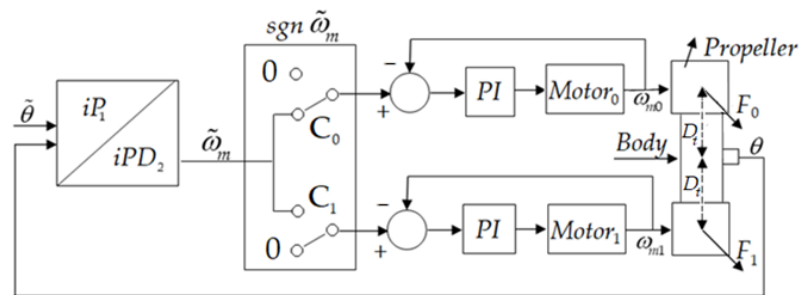 sgn ω̃ₘ
Propeller
0
−
θ̃
iP₁
iPD₂
ω̃ₘ
C₀
+
PI
Motor₀
ωₘ₀
F₀
Dₜ
Body
θ
C₁
−
Dₜ
0
+
PI
Motor₁
ωₘ₁
F₁